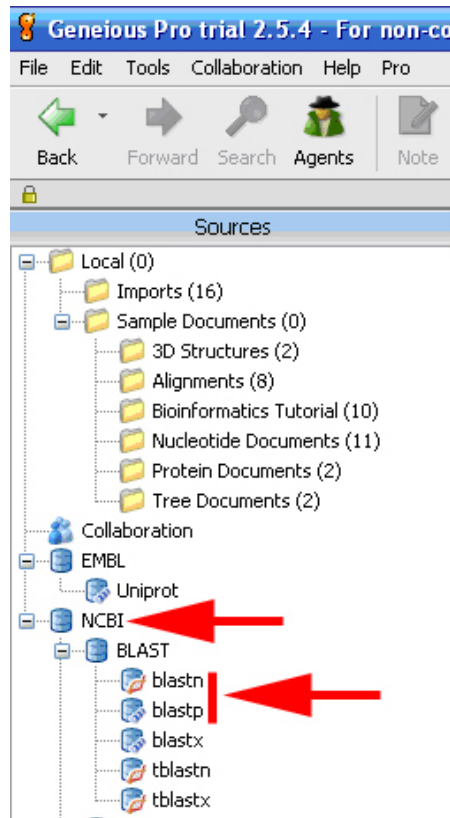 Geneious Pro trial 2.5.4 - For non-co
File Edit Tools Collaboration Help Pro
Back Forward Search Agents Note
Sources
Local (0)
Imports (16)
Sample Documents (0)
3D Structures (2)
Alignments (8)
Bioinformatics Tutorial (10)
Nucleotide Documents (11)
Protein Documents (2)
Tree Documents (2)
Collaboration
EMBL
Uniprot
NCBI
BLAST
blastn
blastp
blastx
tblastn
tblastx